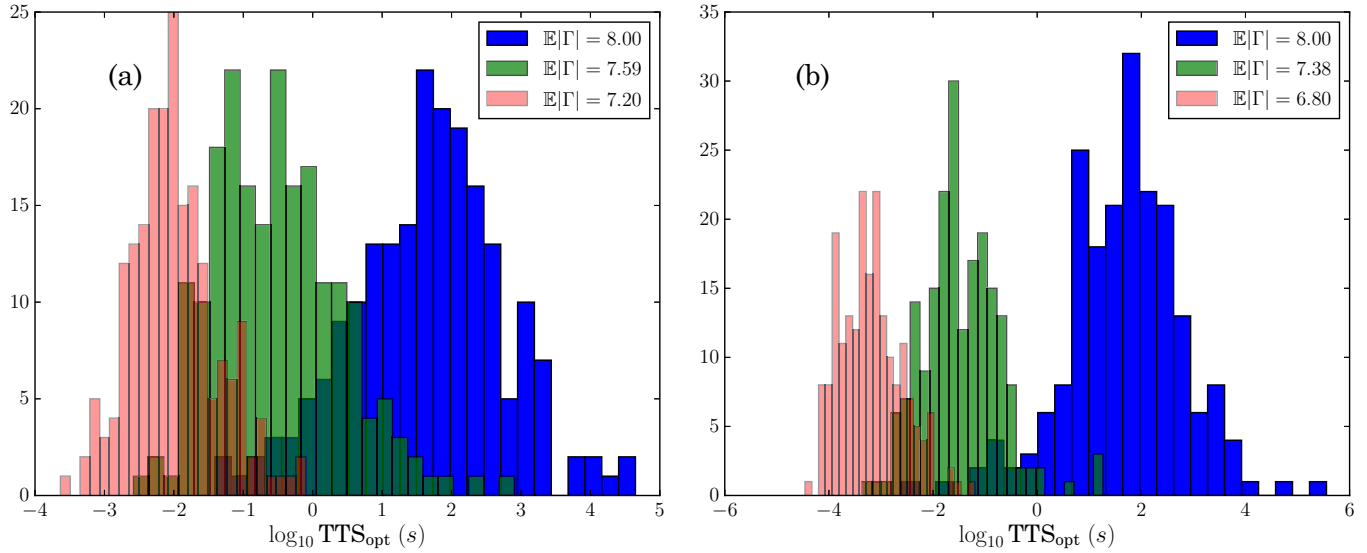 (a)
𝔼|Γ| = 8.00
𝔼|Γ| = 7.59
𝔼|Γ| = 7.20
25
20
15
10
5
0
−4 −3 −2 −1 0 1 2 3 4 5
log₁₀ TTS_opt (s)
(b)
𝔼|Γ| = 8.00
𝔼|Γ| = 7.38
𝔼|Γ| = 6.80
35
30
25
20
15
10
5
0
−6 −4 −2 0 2 4 6
log₁₀ TTS_opt (s)